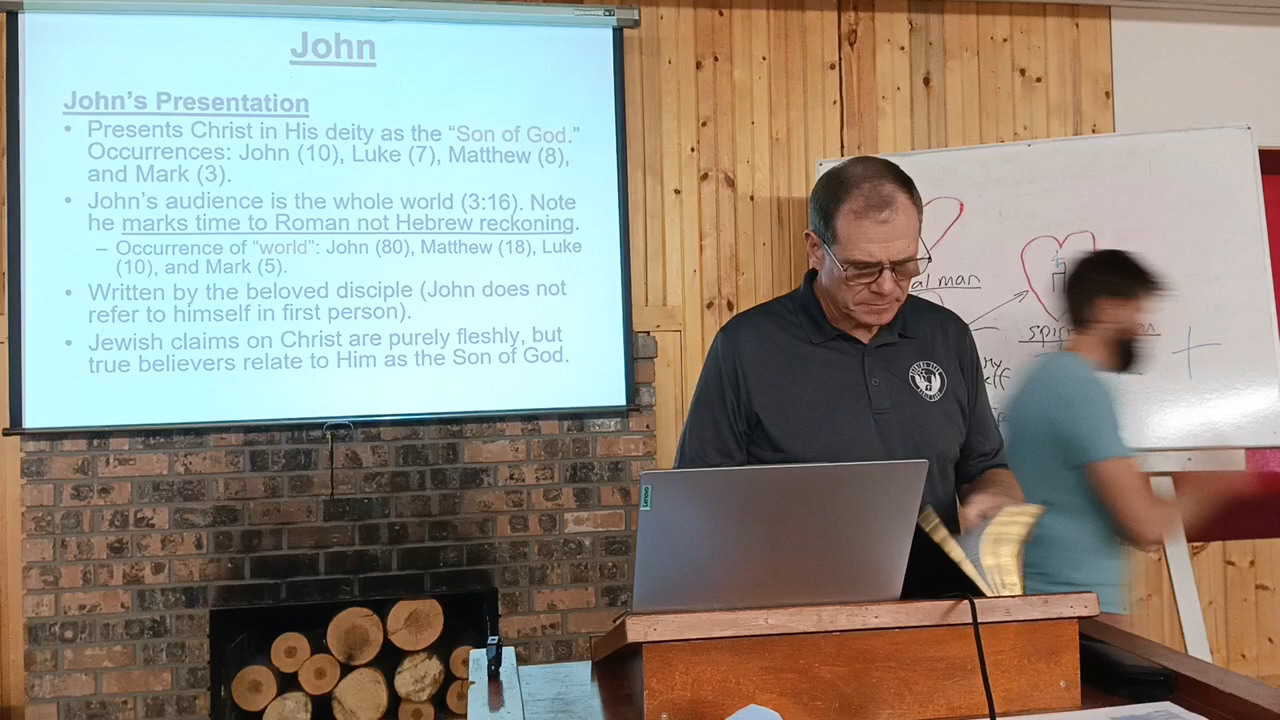 John
John’s Presentation
• Presents Christ in His deity as the “Son of God.”
Occurrences: John (10), Luke (7), Matthew (8),
and Mark (3).
• John’s audience is the whole world (3:16). Note
he marks time to Roman not Hebrew reckoning.
– Occurrence of “world”: John (80), Matthew (18), Luke
(10), and Mark (5).
• Written by the beloved disciple (John does not
refer to himself in first person).
• Jewish claims on Christ are purely fleshly, but
true believers relate to Him as the Son of God.
al man
Lenovo